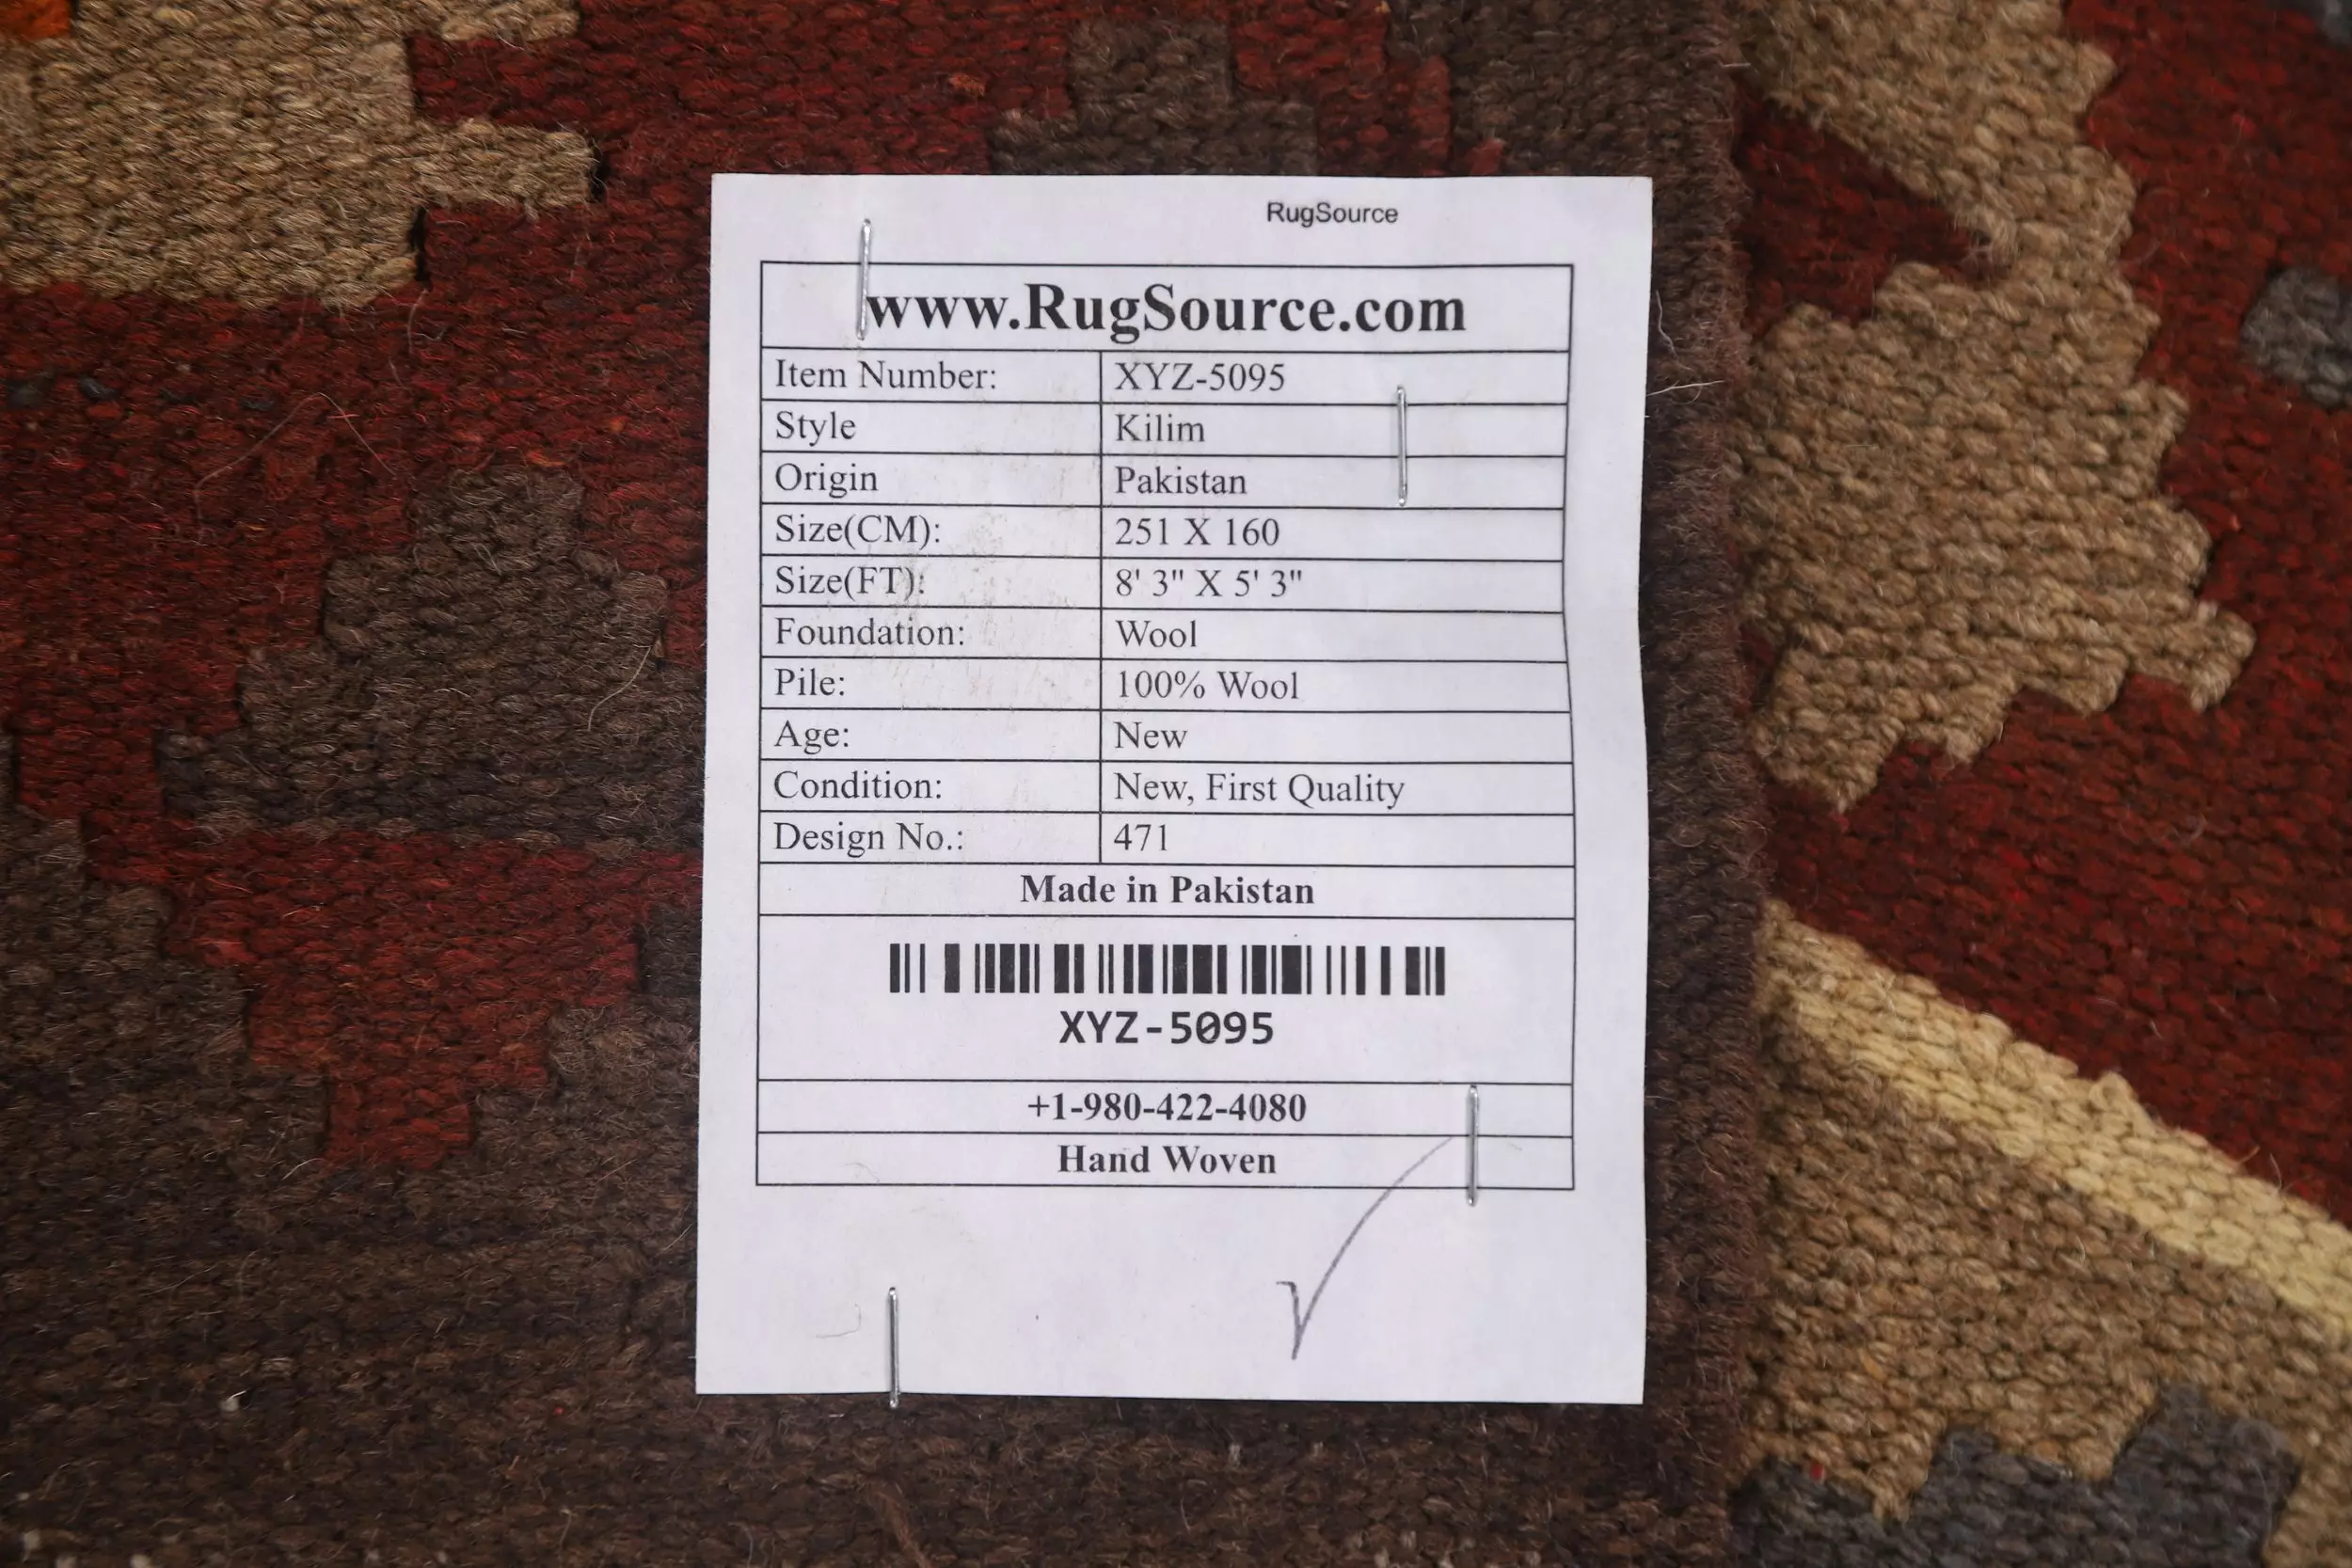 RugSource
www.RugSource.com
Item Number: XYZ-5095
Style Kilim
Origin Pakistan
Size(CM): 251 X 160
Size(FT): 8' 3" X 5' 3"
Foundation: Wool
Pile: 100% Wool
Age: New
Condition: New, First Quality
Design No.: 471
Made in Pakistan
XYZ-5095
+1-980-422-4080
Hand Woven